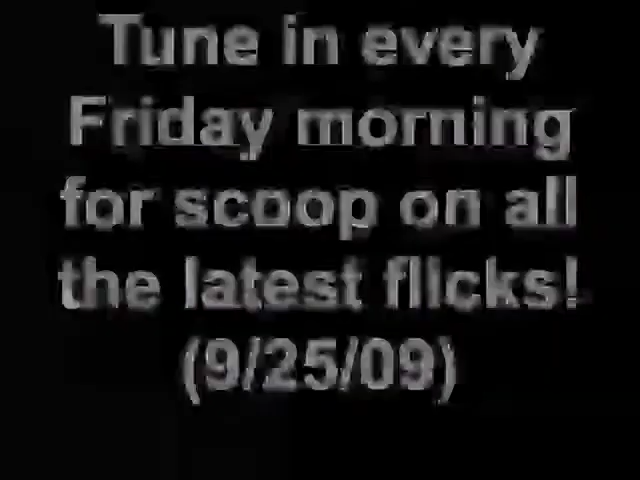 Tune in every
Friday morning
for scoop on all
the latest flicks!
(9/25/09)